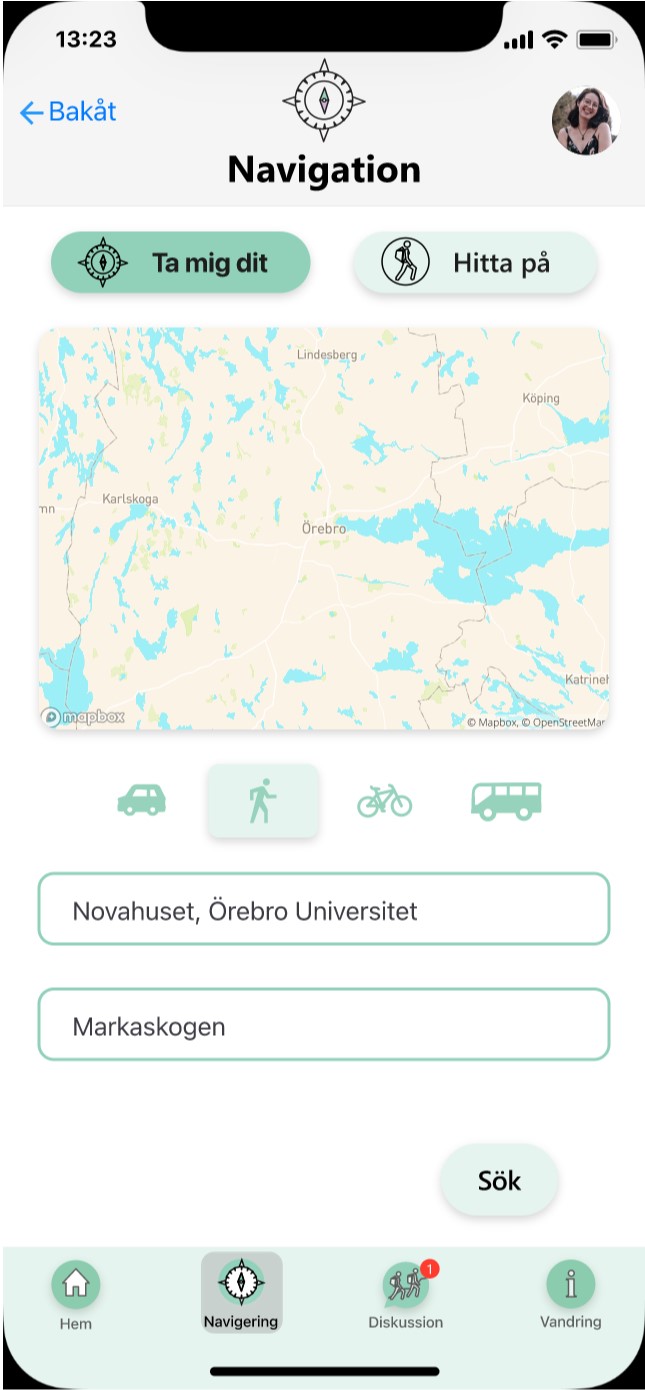 13:23
Bakåt
Navigation
Ta mig dit
Hitta på
Lindesberg
Köping
Karlskoga
mn
Örebro
Katrineh
mapbox
© Mapbox, © OpenStreetMap
Novahuset, Örebro Universitet
Markaskogen
Sök
1
Hem
Navigering
Diskussion
Vandring